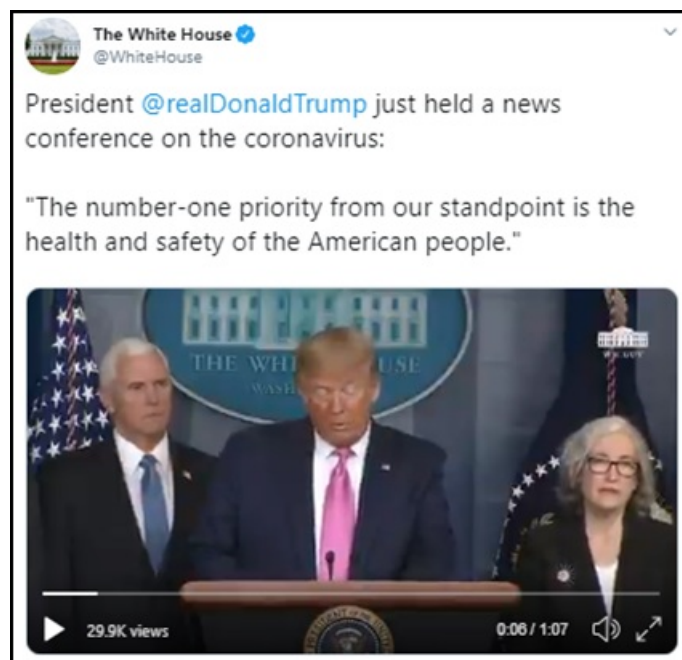 The White House
@WhiteHouse
President @realDonaldTrump just held a news
conference on the coronavirus:
"The number-one priority from our standpoint is the
health and safety of the American people."
THE WHI USE
WASH
29.9K views
0:06 / 1:07